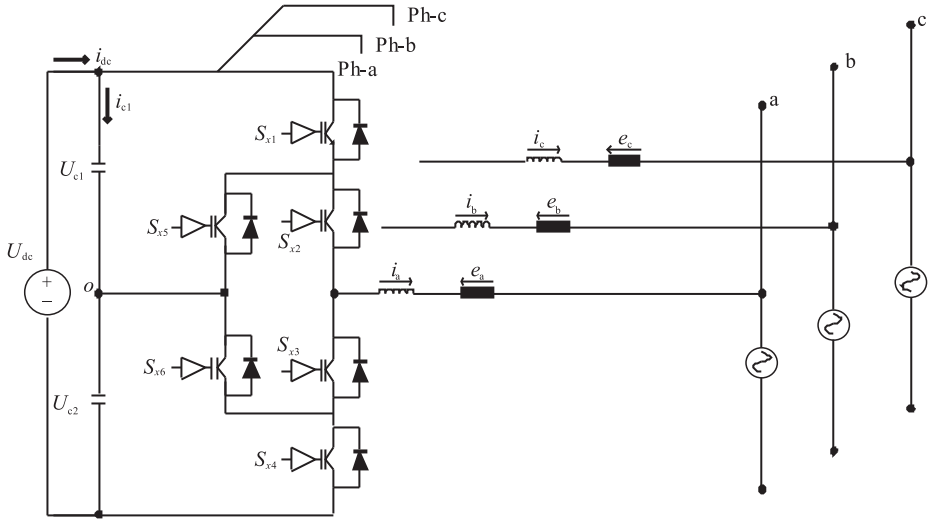 Ph-c
c
Ph-b
b
i_dc
Ph-a
a
i_c1
S_x1
i_c
e_c
U_c1
i_b
e_b
S_x5
S_x2
U_dc
+
−
o
i_a
e_a
S_x3
S_x6
U_c2
S_x4